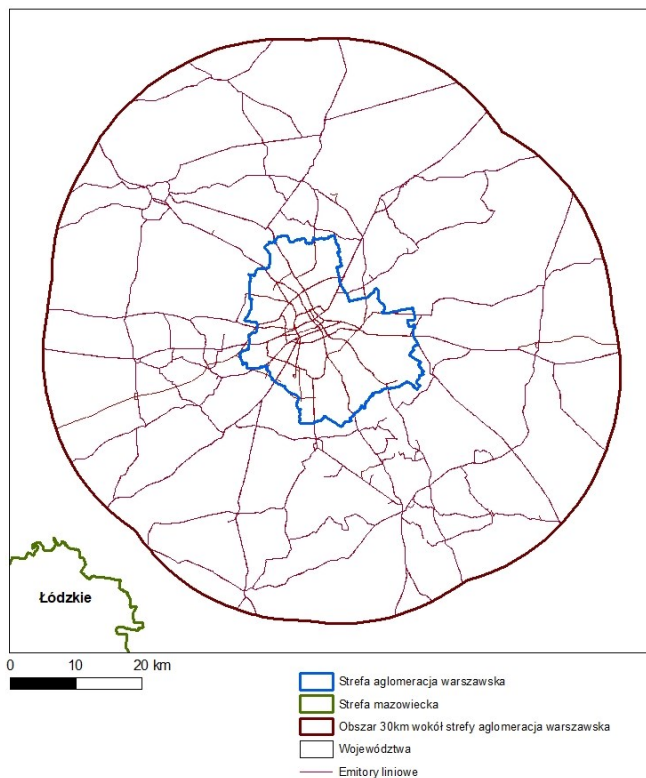 Łódzkie
0 10 20 km
Strefa aglomeracja warszawska
Strefa mazowiecka
Obszar 30km wokół strefy aglomeracja warszawska
Województwa
Emitory liniowe